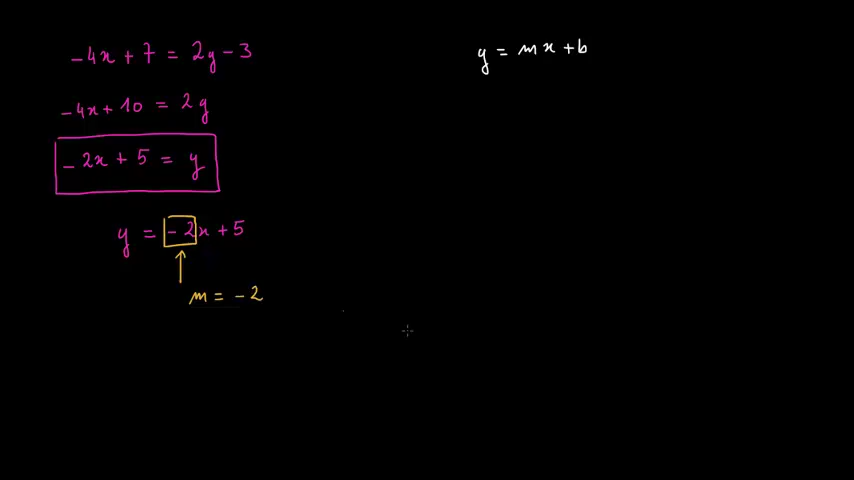 -4x + 7 = 2y - 3
y = mx + b
-4x + 10 = 2y
-2x + 5 = y
y = -2x + 5
m = -2